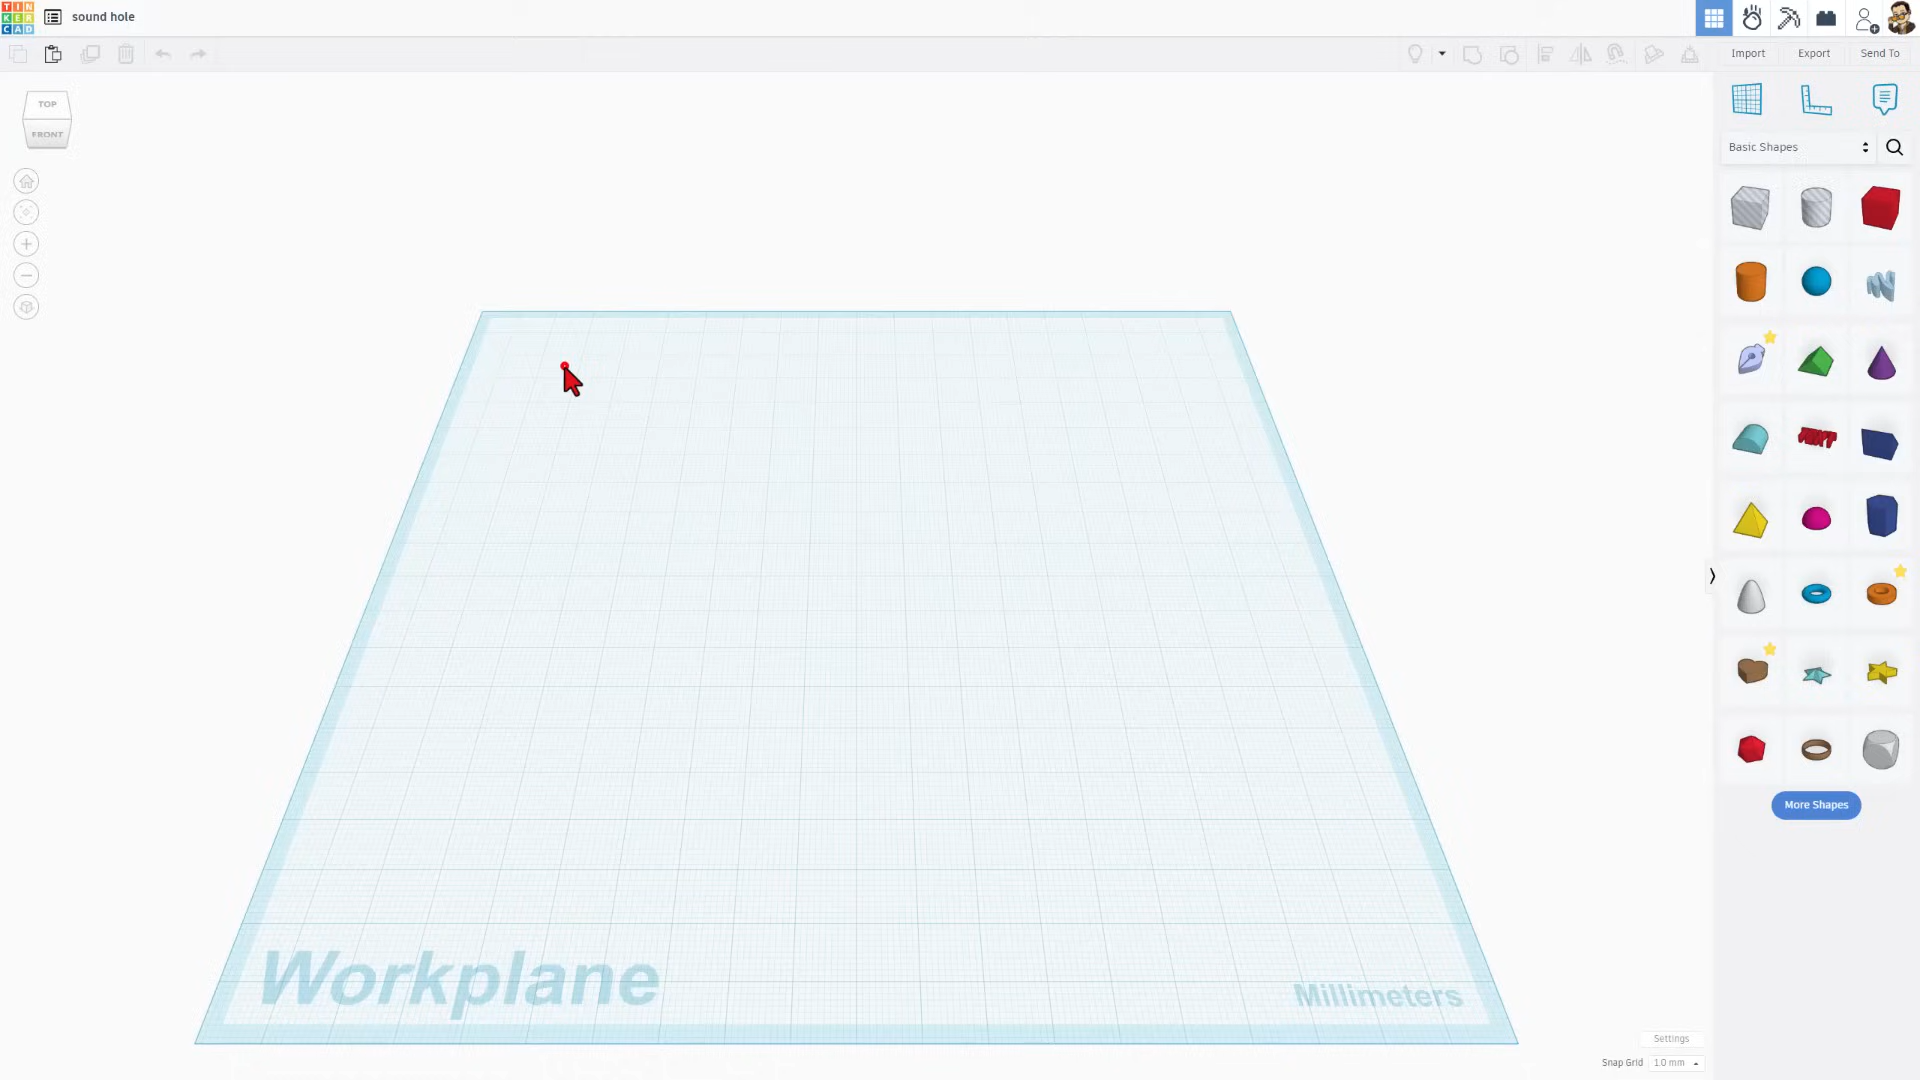 TIN
KER
CAD
sound hole
Import
Export
Send To
TOP
FRONT
Basic Shapes
More Shapes
Workplane
Millimeters
Settings
Snap Grid
1.0 mm